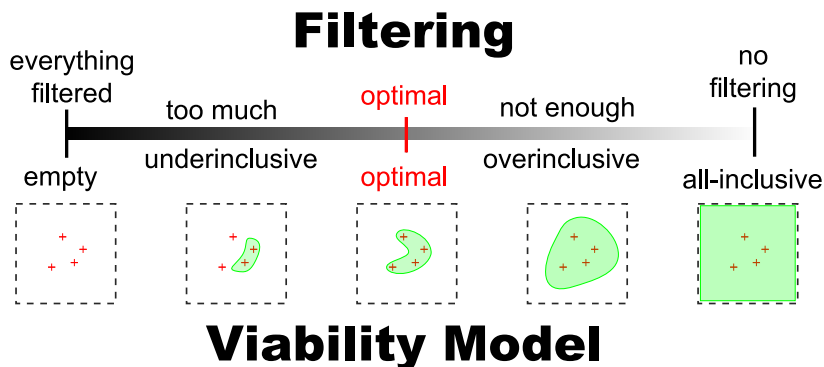 Filtering
everything
filtered
no
filtering
too much
optimal
not enough
underinclusive
overinclusive
empty
optimal
all-inclusive
Viability Model